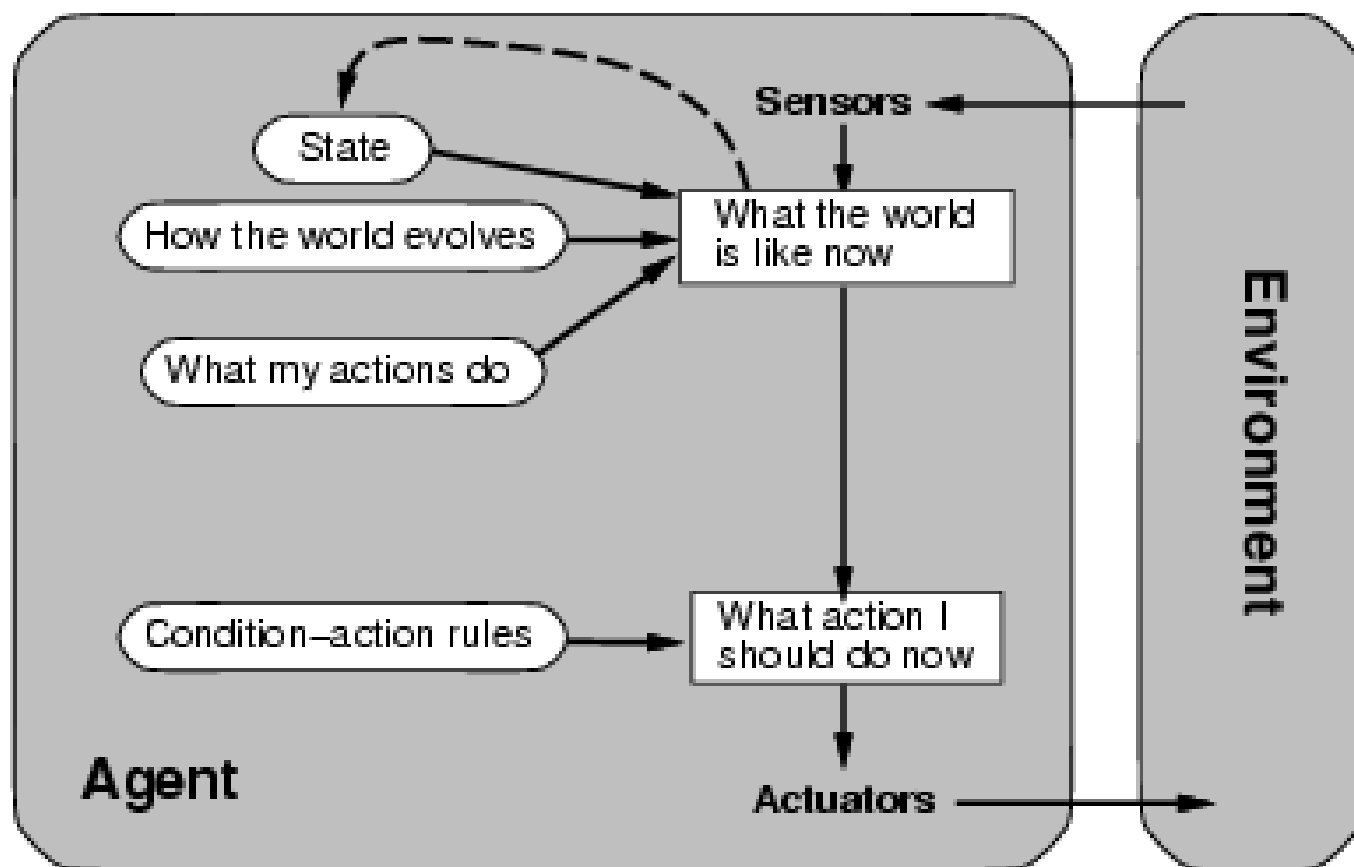 Sensors
State
What the world
is like now
How the world evolves
What my actions do
Environment
Condition–action rules
What action I
should do now
Agent
Actuators